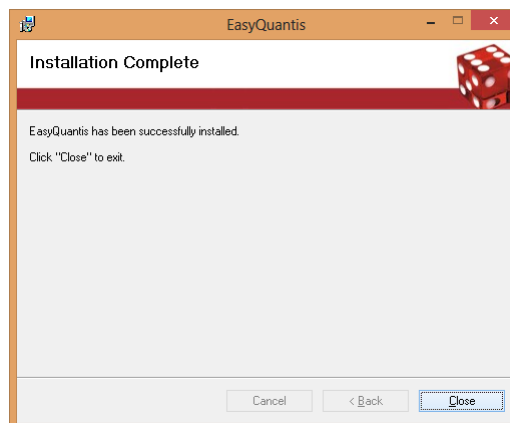 EasyQuantis
Installation Complete
EasyQuantis has been successfully installed.
Click "Close" to exit.
Cancel
< Back
Close